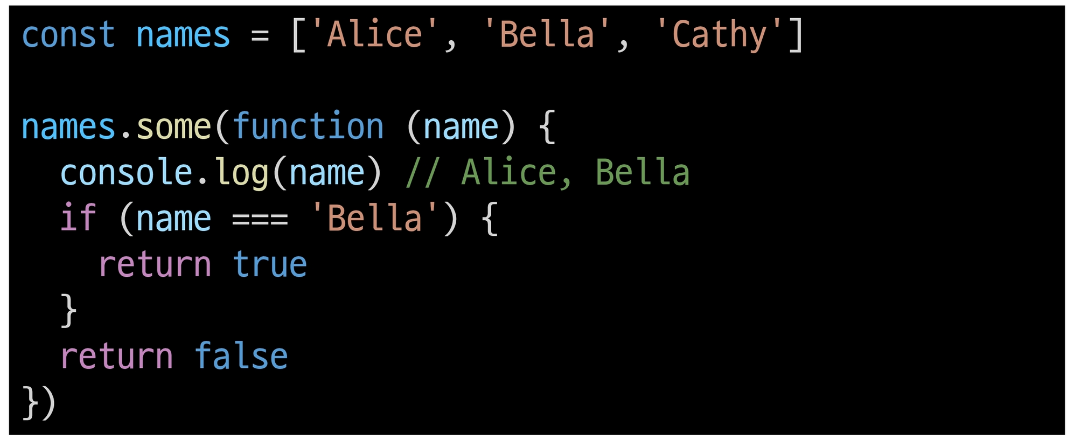 const names = ['Alice', 'Bella', 'Cathy']

names.some(function (name) {
  console.log(name) // Alice, Bella
  if (name === 'Bella') {
    return true
  }
  return false
})